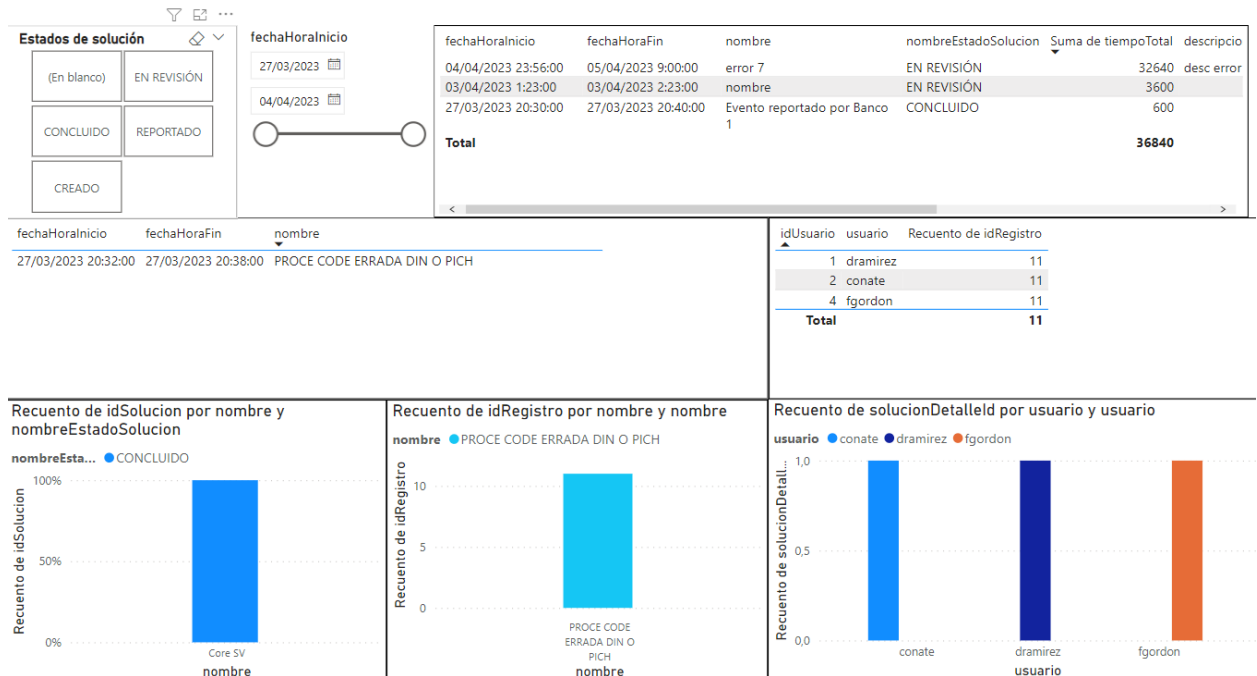 Estados de solución
(En blanco)
EN REVISIÓN
CONCLUIDO
REPORTADO
CREADO
fechaHoraInicio
27/03/2023
04/04/2023
fechaHoraInicio fechaHoraFin nombre nombreEstadoSolucion Suma de tiempoTotal descripcio
04/04/2023 23:56:00 05/04/2023 9:00:00 error 7 EN REVISIÓN 32640 desc error
03/04/2023 1:23:00 03/04/2023 2:23:00 nombre EN REVISIÓN 3600
27/03/2023 20:30:00 27/03/2023 20:40:00 Evento reportado por Banco CONCLUIDO 600
1
Total 36840
fechaHoraInicio fechaHoraFin nombre
27/03/2023 20:32:00 27/03/2023 20:38:00 PROCE CODE ERRADA DIN O PICH
idUsuario usuario Recuento de idRegistro
1 dramirez 11
2 conate 11
4 fgordon 11
Total 11
Recuento de idSolucion por nombre y
nombreEstadoSolucion
nombreEsta... CONCLUIDO
Recuento de idSolucion
100%
50%
0%
Core SV
nombre
Recuento de idRegistro por nombre y nombre
nombre PROCE CODE ERRADA DIN O PICH
Recuento de idRegistro
10
5
0
PROCE CODE
ERRADA DIN O
PICH
nombre
Recuento de solucionDetalleId por usuario y usuario
usuario conate dramirez fgordon
Recuento de solucionDetall...
1,0
0,5
0,0
conate dramirez fgordon
usuario